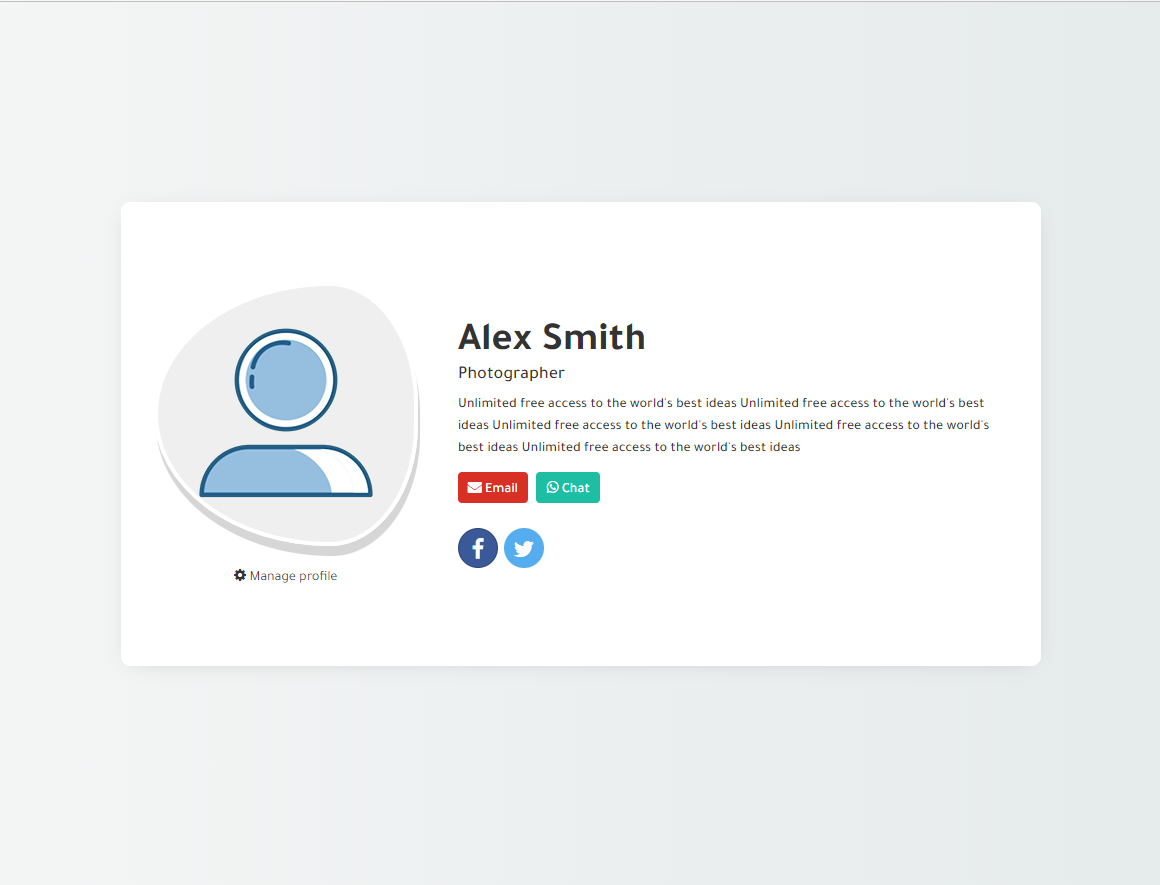 Alex Smith
Photographer
Unlimited free access to the world's best ideas Unlimited free access to the world's best
ideas Unlimited free access to the world's best ideas Unlimited free access to the world's
best ideas Unlimited free access to the world's best ideas
Email Chat
Manage profile